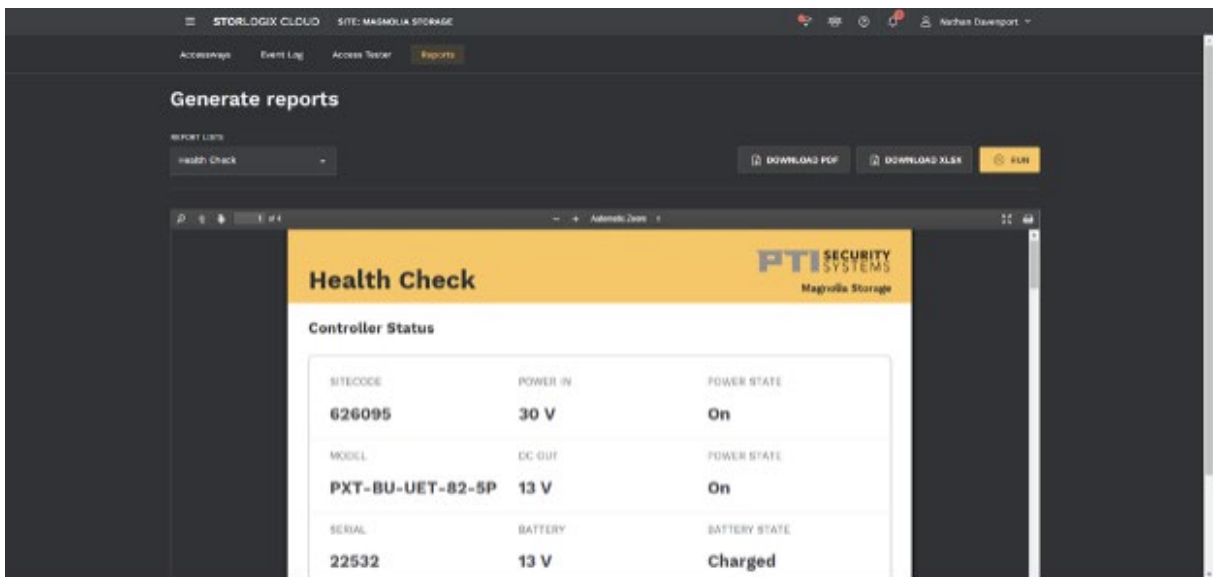 STORLOGIX CLOUD SITE: MAGNOLIA STORAGE Nathan Davenport
Accessways Event Log Access Tester Reports
Generate reports
REPORT LISTS
Health Check DOWNLOAD PDF DOWNLOAD XLSX RUN
1 of 4 Automatic Zoom
PTI SECURITY SYSTEMS
Health Check
Magnolia Storage
Controller Status
SITECODE POWER IN POWER STATE
626095 30 V On
MODEL DC OUT POWER STATE
PXT-BU-UET-82-5P 13 V On
SERIAL BATTERY BATTERY STATE
22532 13 V Charged